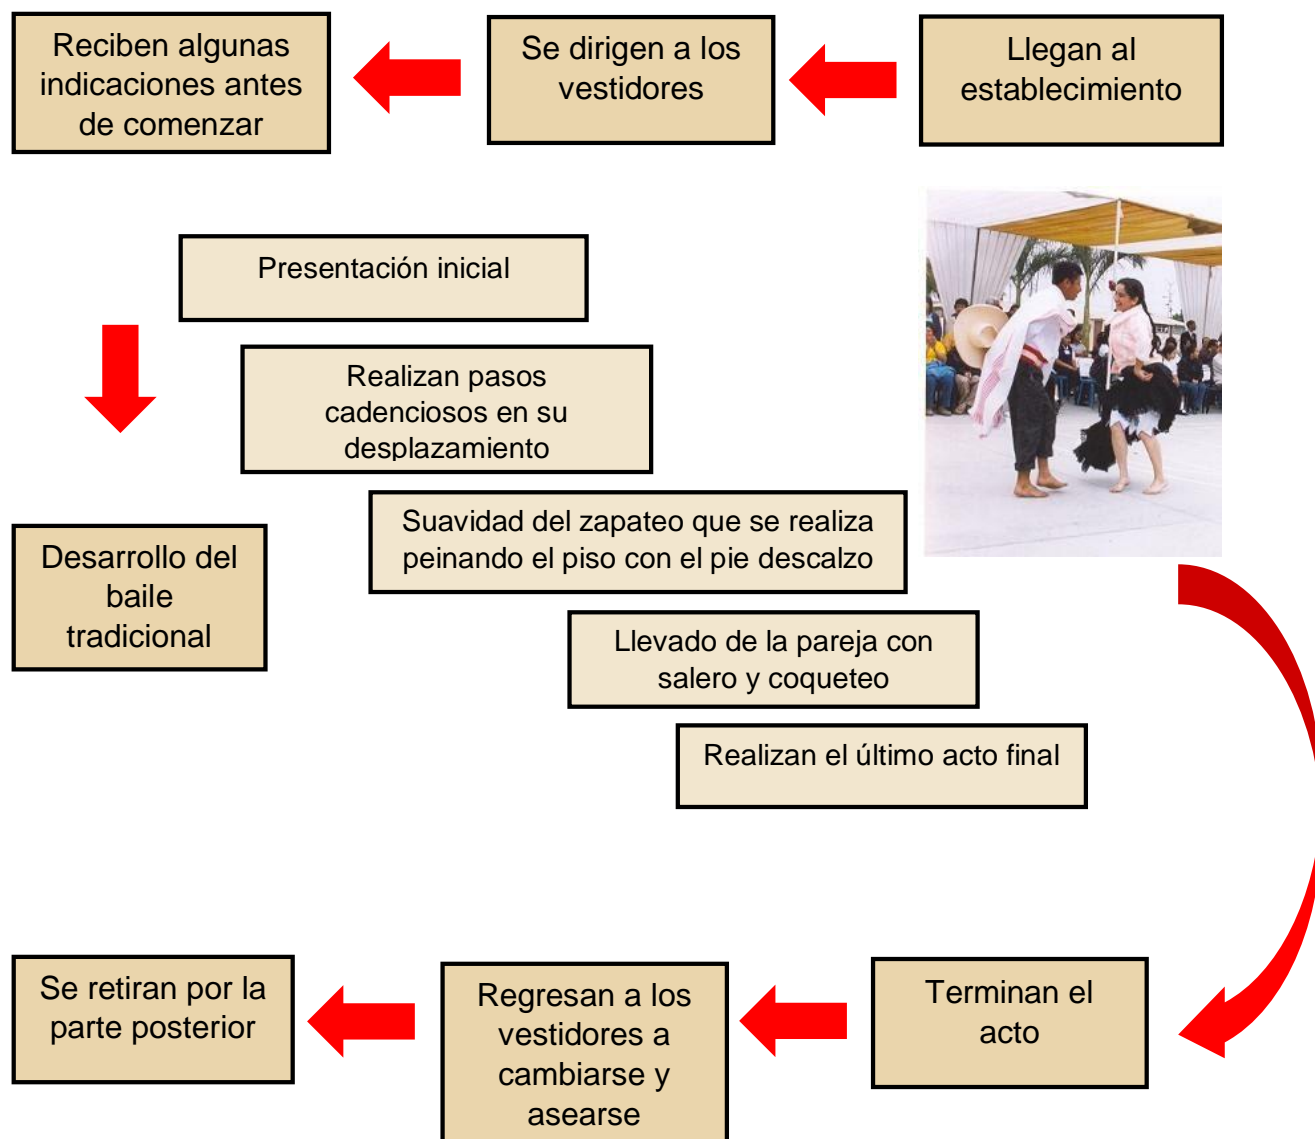 Reciben algunas
indicaciones antes
de comenzar
Se dirigen a los
vestidores
Llegan al
establecimiento
Presentación inicial
Realizan pasos
cadenciosos en su
desplazamiento
Suavidad del zapateo que se realiza
peinando el piso con el pie descalzo
Desarrollo del
baile
tradicional
Llevado de la pareja con
salero y coqueteo
Realizan el último acto final
Se retiran por la
parte posterior
Regresan a los
vestidores a
cambiarse y
asearse
Terminan el
acto